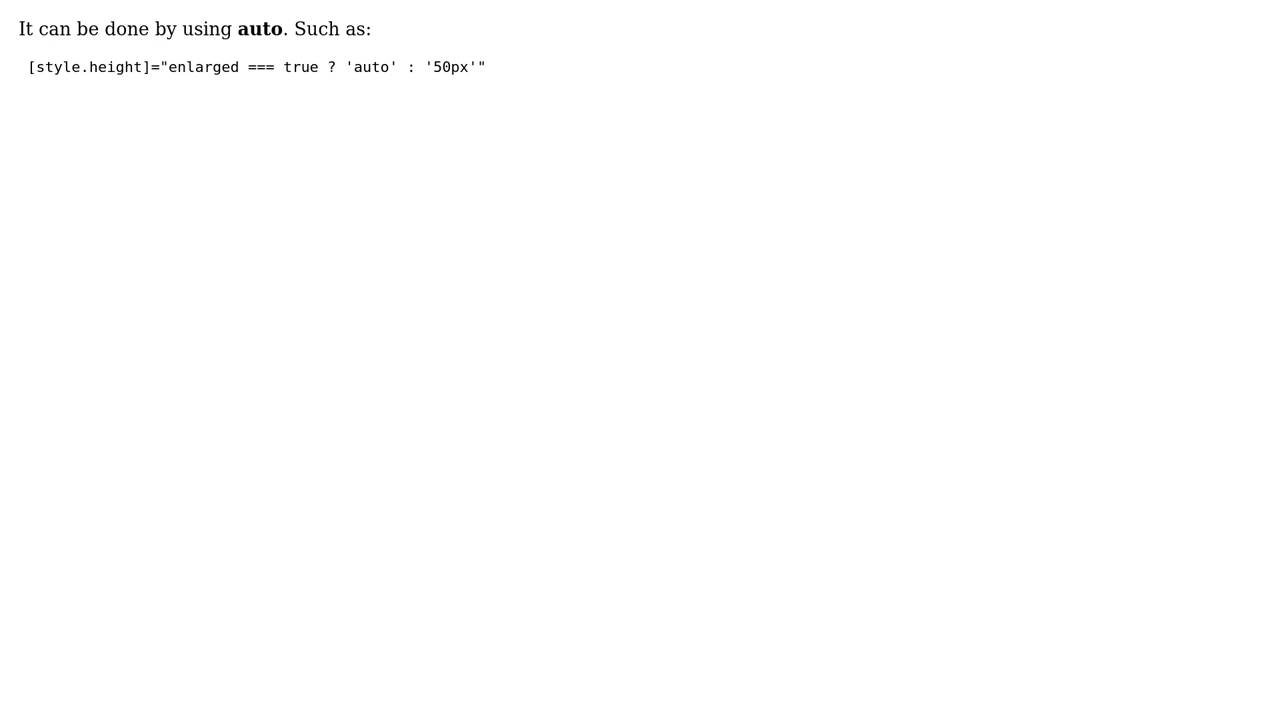 It can be done by using auto. Such as:
[style.height]="enlarged === true ? 'auto' : '50px'"